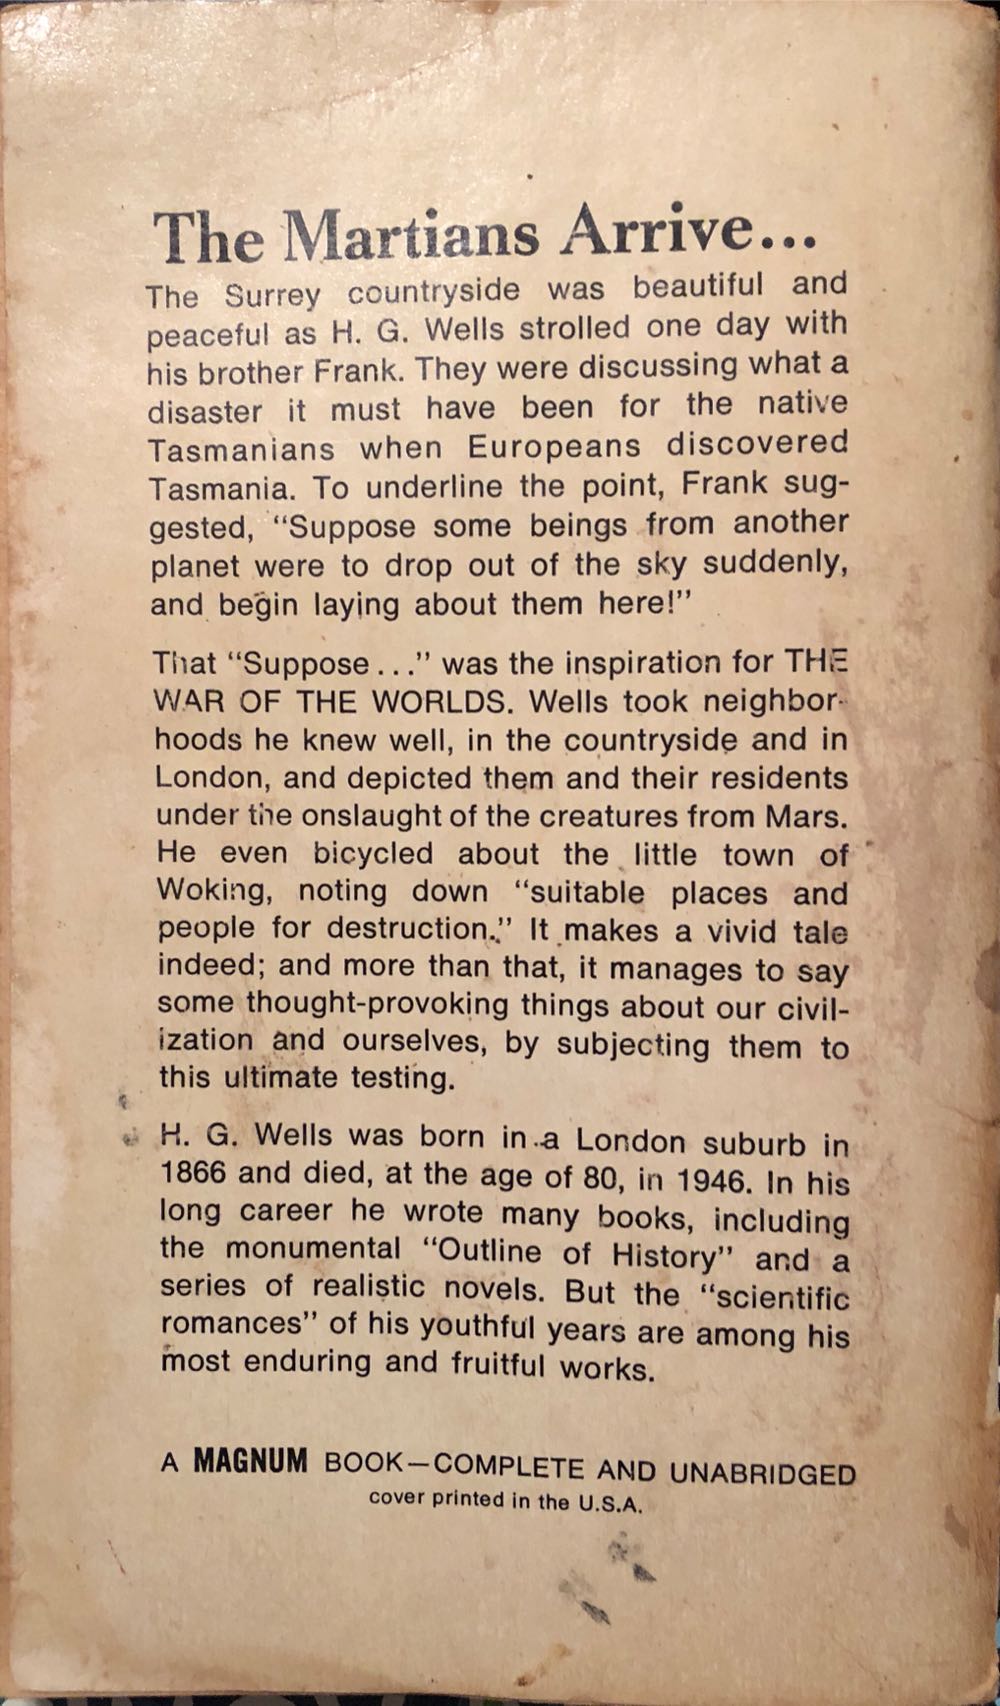 The Martians Arrive...
The Surrey countryside was beautiful and
peaceful as H. G. Wells strolled one day with
his brother Frank. They were discussing what a
disaster it must have been for the native
Tasmanians when Europeans discovered
Tasmania. To underline the point, Frank sug-
gested, “Suppose some beings from another
planet were to drop out of the sky suddenly,
and begin laying about them here!”
That “Suppose...” was the inspiration for THE
WAR OF THE WORLDS. Wells took neighbor-
hoods he knew well, in the countryside and in
London, and depicted them and their residents
under the onslaught of the creatures from Mars.
He even bicycled about the little town of
Woking, noting down “suitable places and
people for destruction.” It makes a vivid tale
indeed; and more than that, it manages to say
some thought-provoking things about our civil-
ization and ourselves, by subjecting them to
this ultimate testing.
H. G. Wells was born in a London suburb in
1866 and died, at the age of 80, in 1946. In his
long career he wrote many books, including
the monumental “Outline of History” and a
series of realistic novels. But the “scientific
romances” of his youthful years are among his
most enduring and fruitful works.
A MAGNUM BOOK—COMPLETE AND UNABRIDGED
cover printed in the U.S.A.